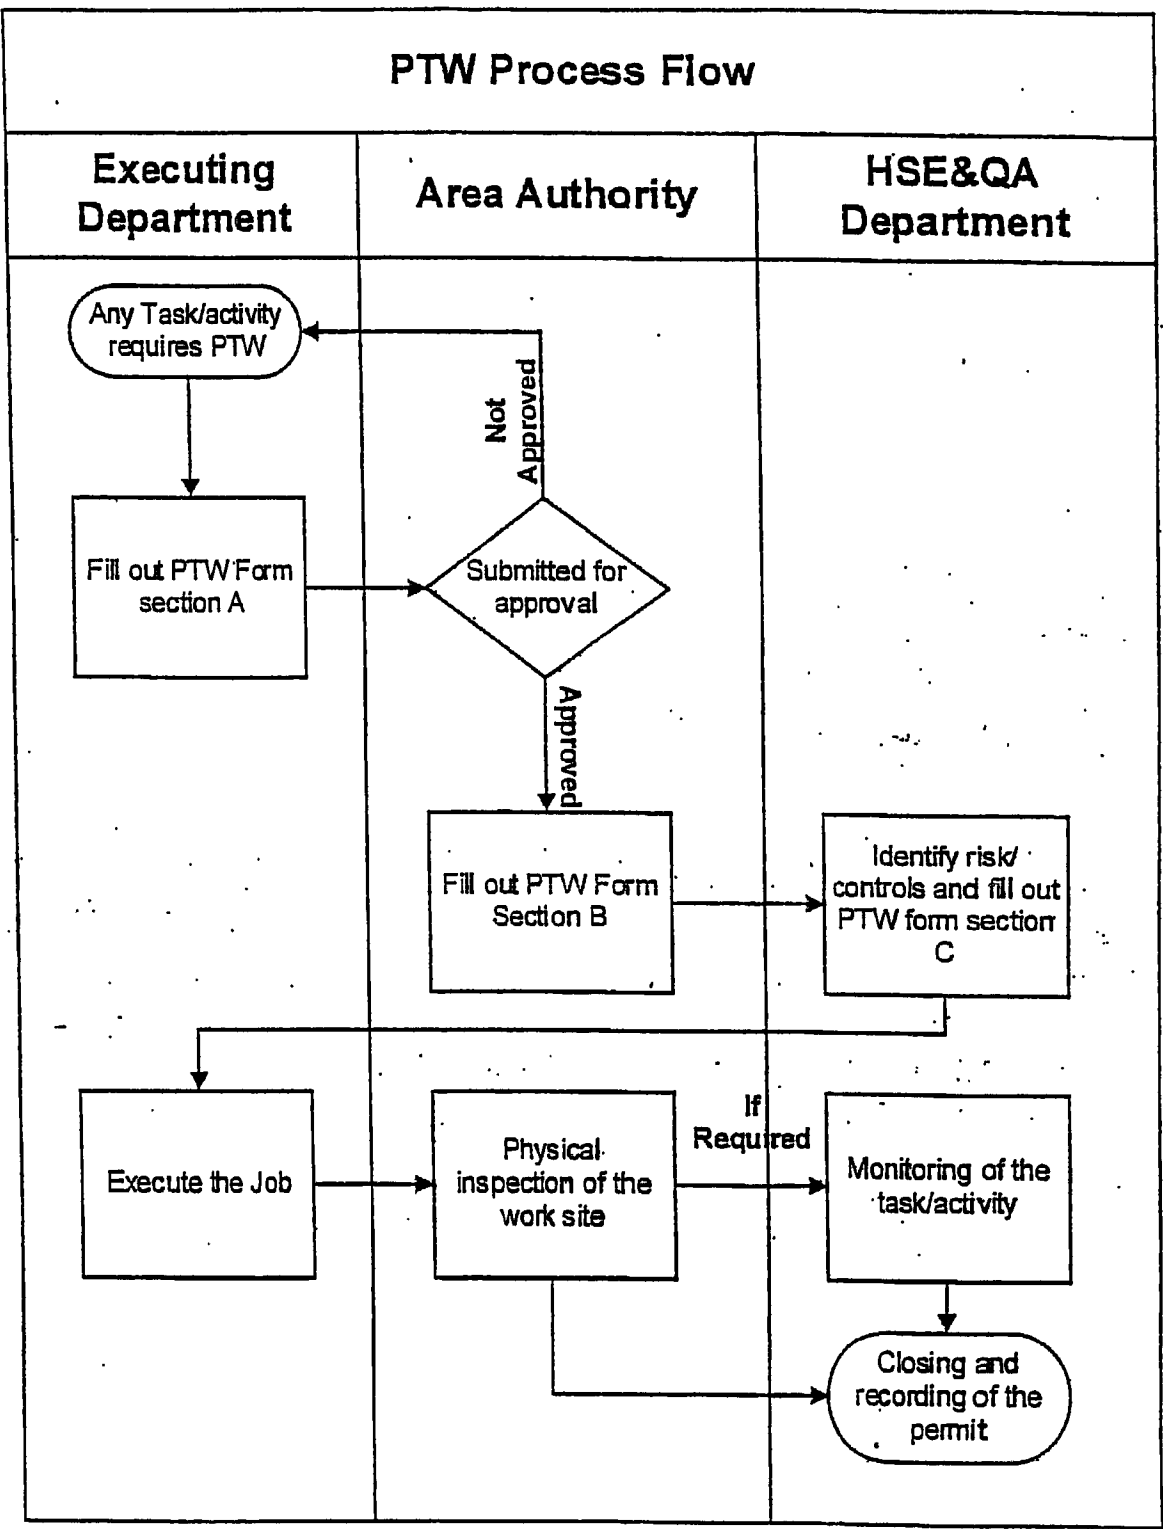 PTW Process Flow
Executing
Department
Area Authority
HSE&QA
Department
Any Task/activity
requires PTW
Not
Approved
Fill out PTW Form
section A
Submitted for
approval
Approved
Fill out PTW Form
Section B
Identify risk/
controls and fill out
PTW form section
C
Execute the Job
Physical
inspection of the
work site
If
Required
Monitoring of the
task/activity
Closing and
recording of the
permit